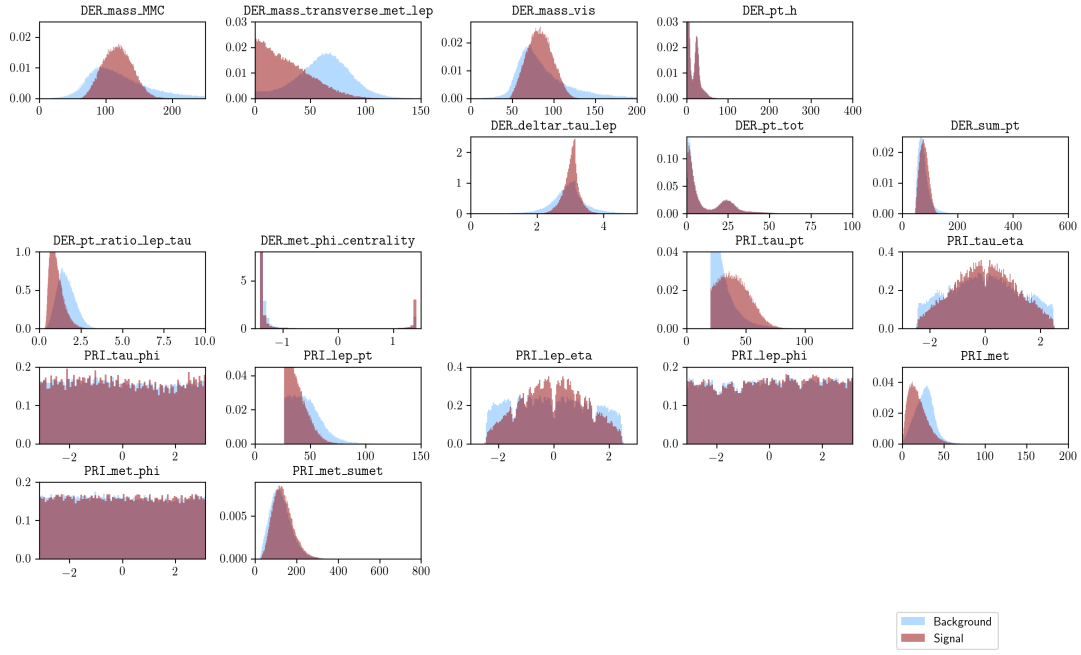 DER_mass_MMC DER_mass_transverse_met_lep DER_mass_vis DER_pt_h
0.02 0.01 0.00 0 100 200
0.03 0.02 0.01 0.00 0 50 100 150
0.02 0.01 0.00 0 50 100 150 200
0.03 0.02 0.01 0.00 0 100 200 300 400
DER_deltar_tau_lep DER_pt_tot DER_sum_pt
2 1 0 0 2 4
0.10 0.05 0.00 0 25 50 75 100
0.02 0.01 0.00 0 200 400 600
DER_pt_ratio_lep_tau DER_met_phi_centrality PRI_tau_pt PRI_tau_eta
1.0 0.5 0.0 0.0 2.5 5.0 7.5 10.0
5 0 −1 0 1
0.04 0.02 0.00 0 50 100
0.4 0.2 0.0 −2 0 2
PRI_tau_phi PRI_lep_pt PRI_lep_eta PRI_lep_phi PRI_met
0.2 0.1 0.0 −2 0 2
0.04 0.02 0.00 0 50 100 150
0.4 0.2 0.0 −2 0 2
0.2 0.1 0.0 −2 0 2
0.04 0.02 0.00 0 50 100 150 200
PRI_met_phi PRI_met_sumet
0.2 0.1 0.0 −2 0 2
0.005 0.000 0 200 400 600 800
Background
Signal